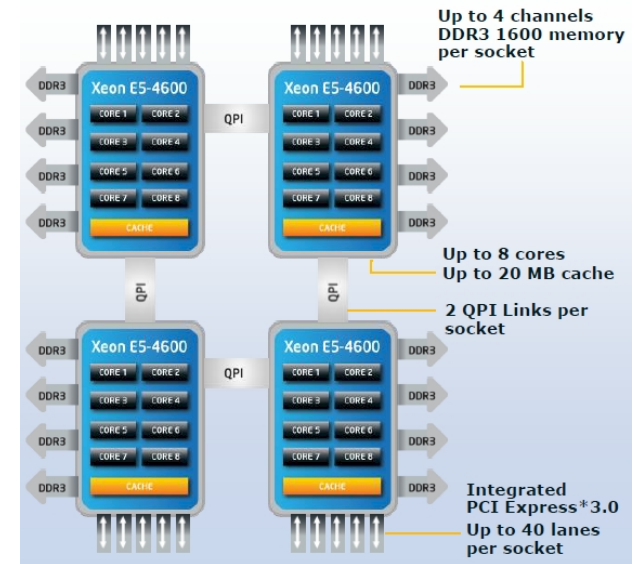 Up to 4 channels
DDR3 1600 memory
per socket
DDR3
Xeon E5-4600
QPI
Xeon E5-4600
DDR3
CORE 1
CORE 2
CORE 1
CORE 2
DDR3
CORE 3
CORE 4
CORE 3
CORE 4
DDR3
DDR3
CORE 5
CORE 6
CORE 5
CORE 6
DDR3
DDR3
CORE 7
CORE 8
CORE 7
CORE 8
DDR3
CACHE
CACHE
Up to 8 cores
Up to 20 MB cache
QPI
QPI
2 QPI Links per
socket
DDR3
Xeon E5-4600
Xeon E5-4600
DDR3
CORE 1
CORE 2
QPI
CORE 1
CORE 2
DDR3
CORE 3
CORE 4
CORE 3
CORE 4
DDR3
DDR3
CORE 5
CORE 6
CORE 5
CORE 6
DDR3
CORE 7
CORE 8
CORE 7
CORE 8
DDR3
CACHE
CACHE
DDR3
Integrated
PCI Express*3.0
Up to 40 lanes
per socket